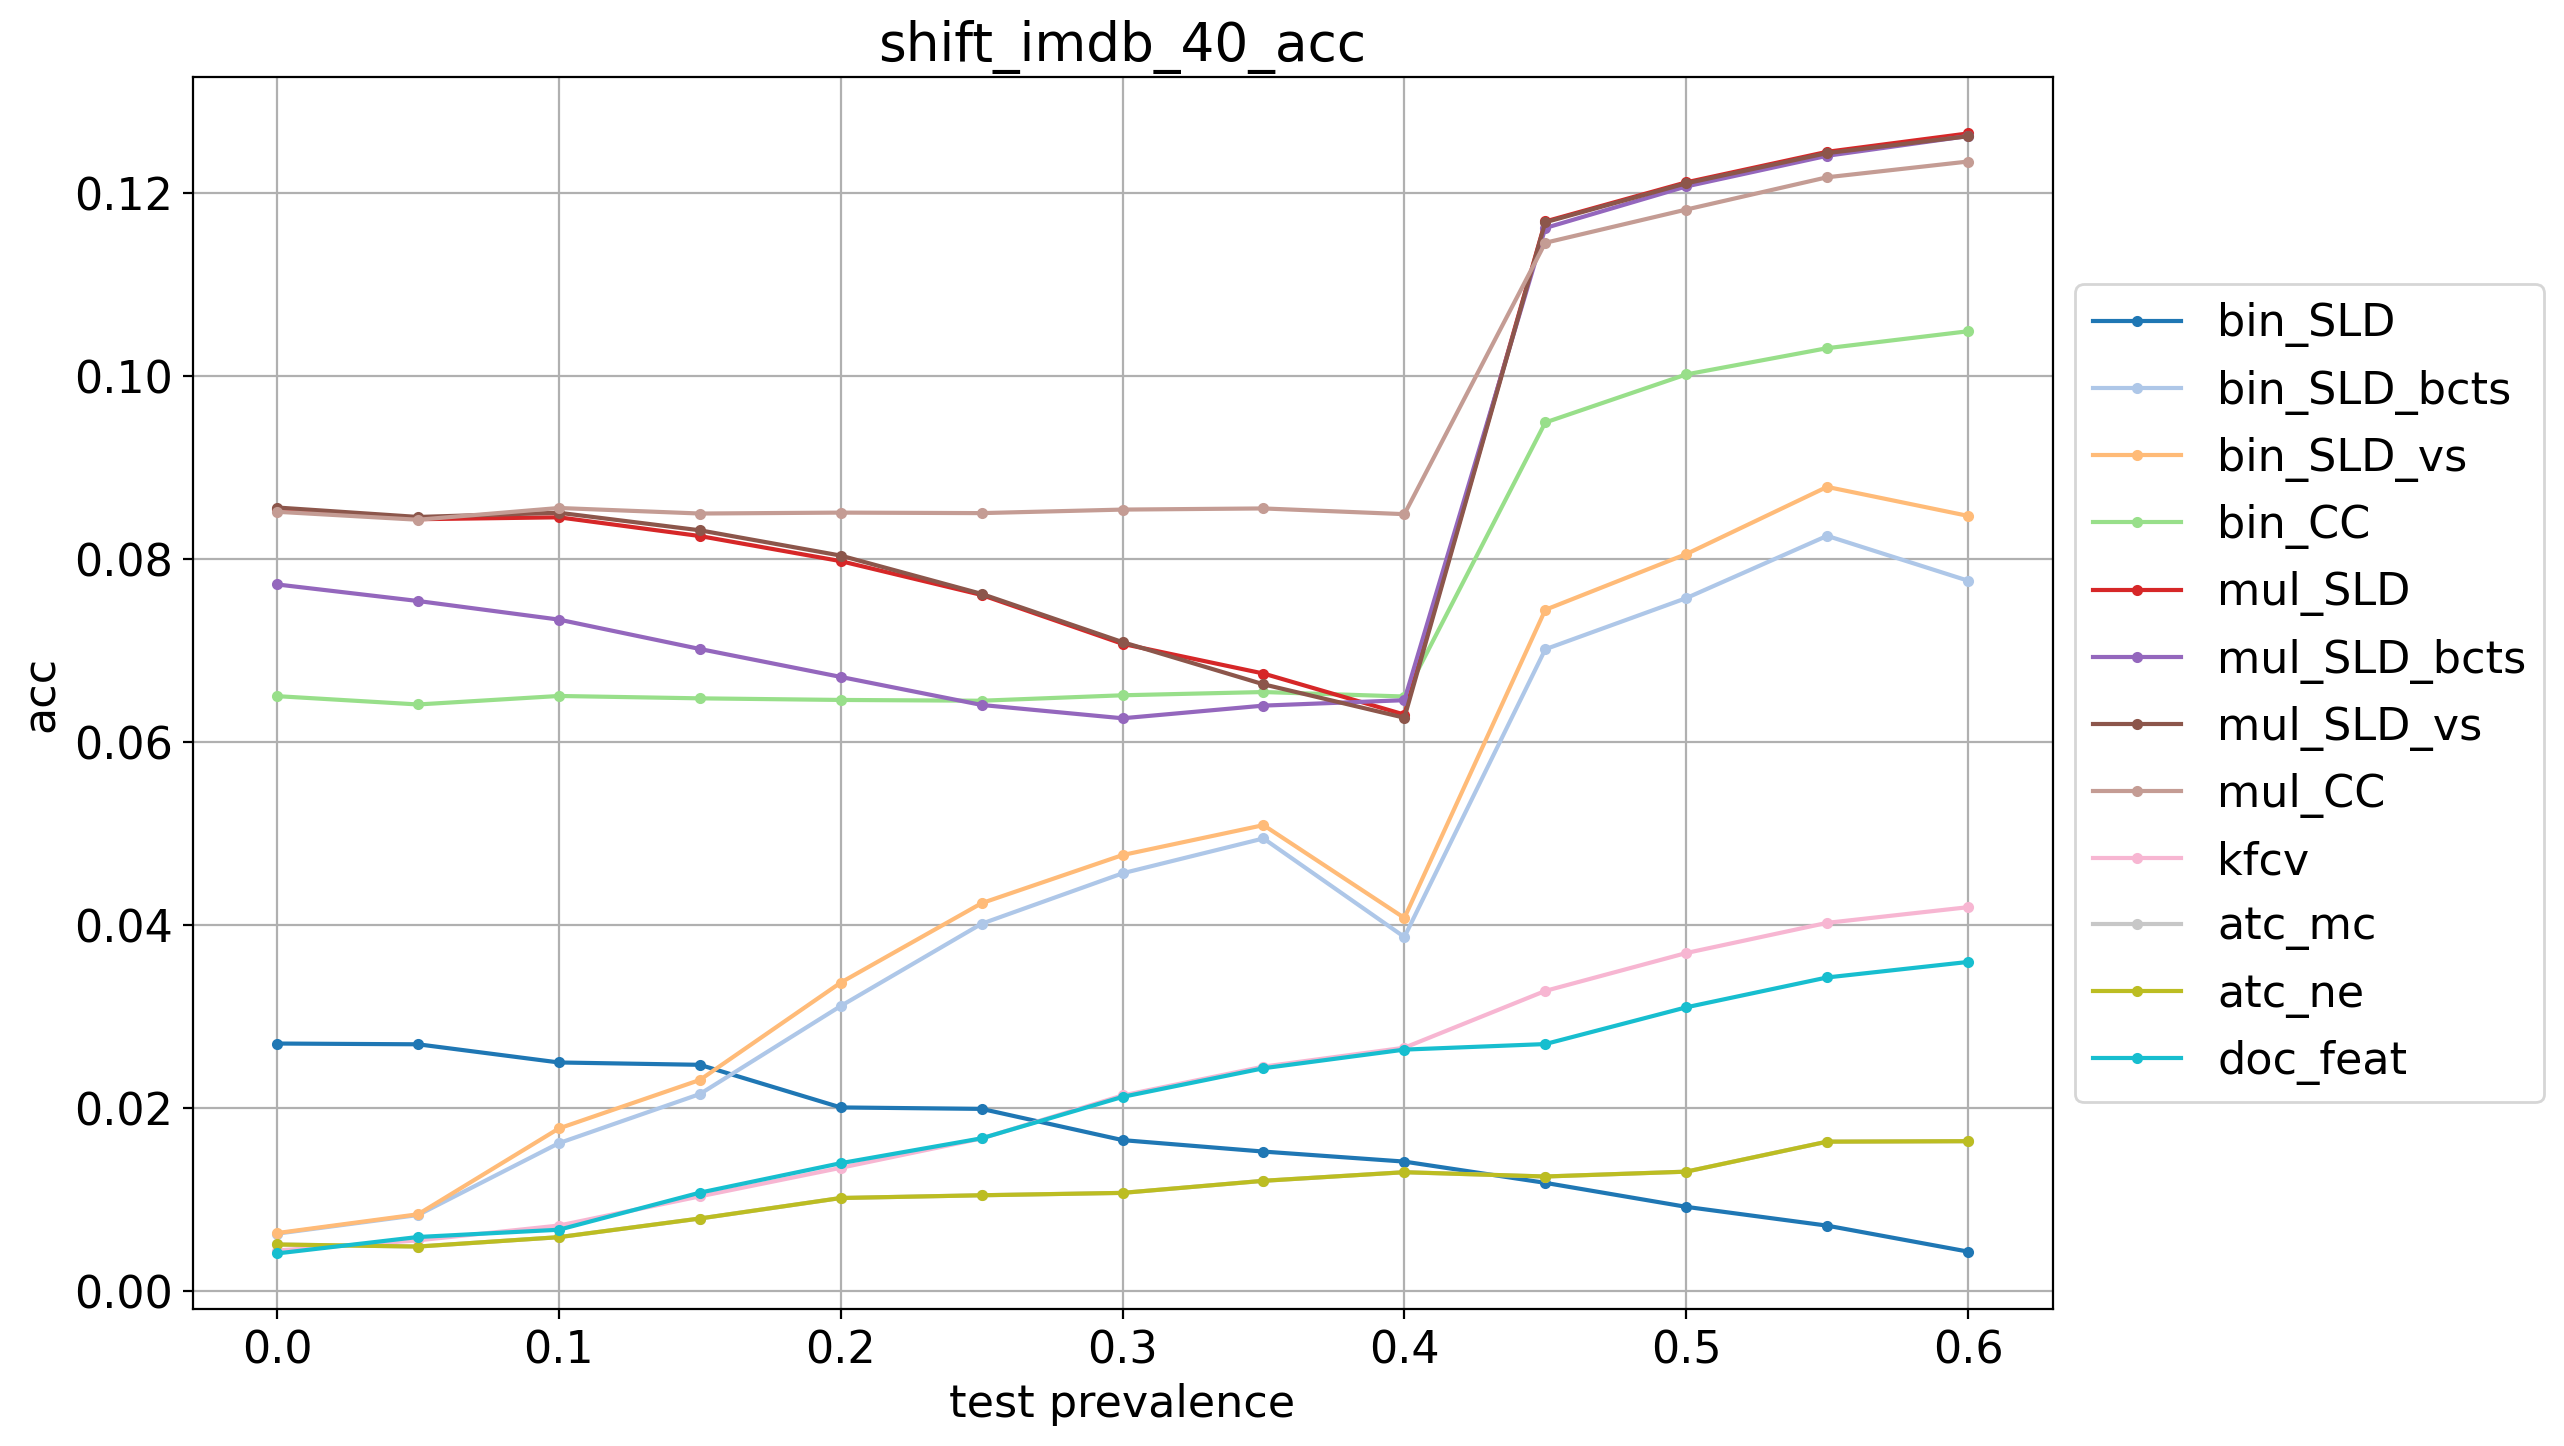 shift_imdb_40_acc
acc
0.12
0.10
0.08
0.06
0.04
0.02
0.00
0.0 0.1 0.2 0.3 0.4 0.5 0.6
test prevalence
bin_SLD
bin_SLD_bcts
bin_SLD_vs
bin_CC
mul_SLD
mul_SLD_bcts
mul_SLD_vs
mul_CC
kfcv
atc_mc
atc_ne
doc_feat